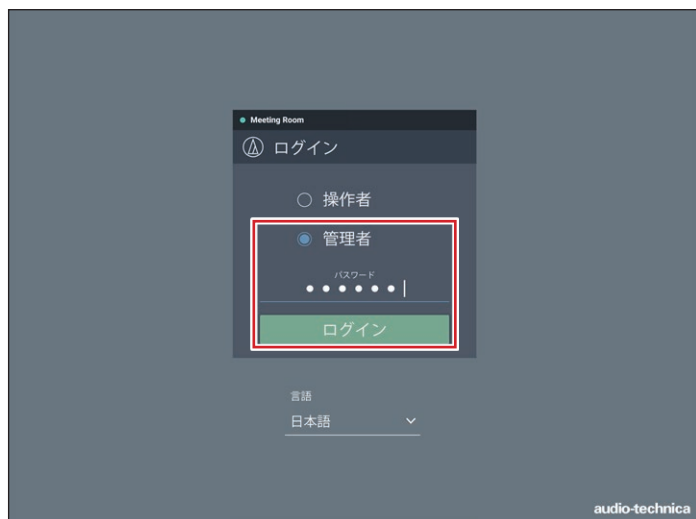 Meeting Room
ログイン
操作者
管理者
パスワード
ログイン
言語
日本語
audio-technica